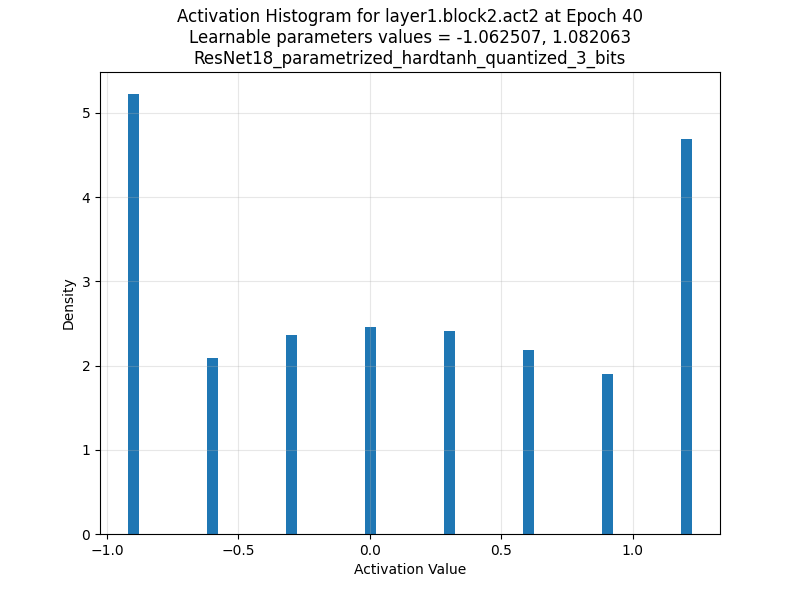 Activation Histogram for layer1.block2.act2 at Epoch 40
Learnable parameters values = -1.062507, 1.082063
ResNet18_parametrized_hardtanh_quantized_3_bits
Density
5
4
3
2
1
0
−1.0 −0.5 0.0 0.5 1.0
Activation Value